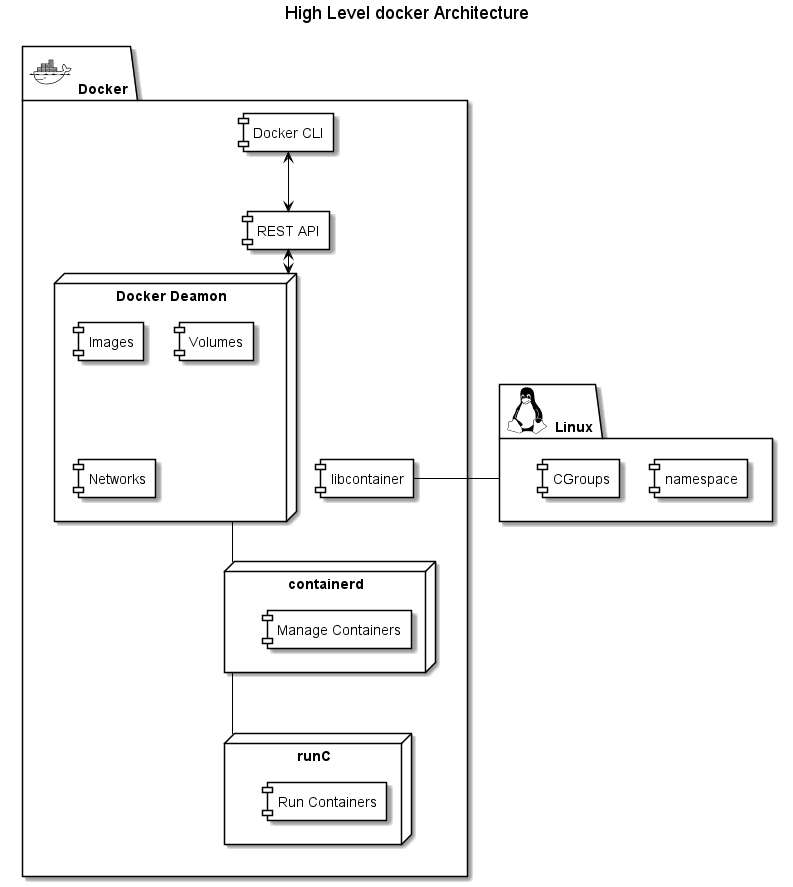 High Level docker Architecture
Docker
Docker CLI
REST API
Docker Deamon
Images
Volumes
Networks
libcontainer
Linux
CGroups
namespace
containerd
Manage Containers
runC
Run Containers